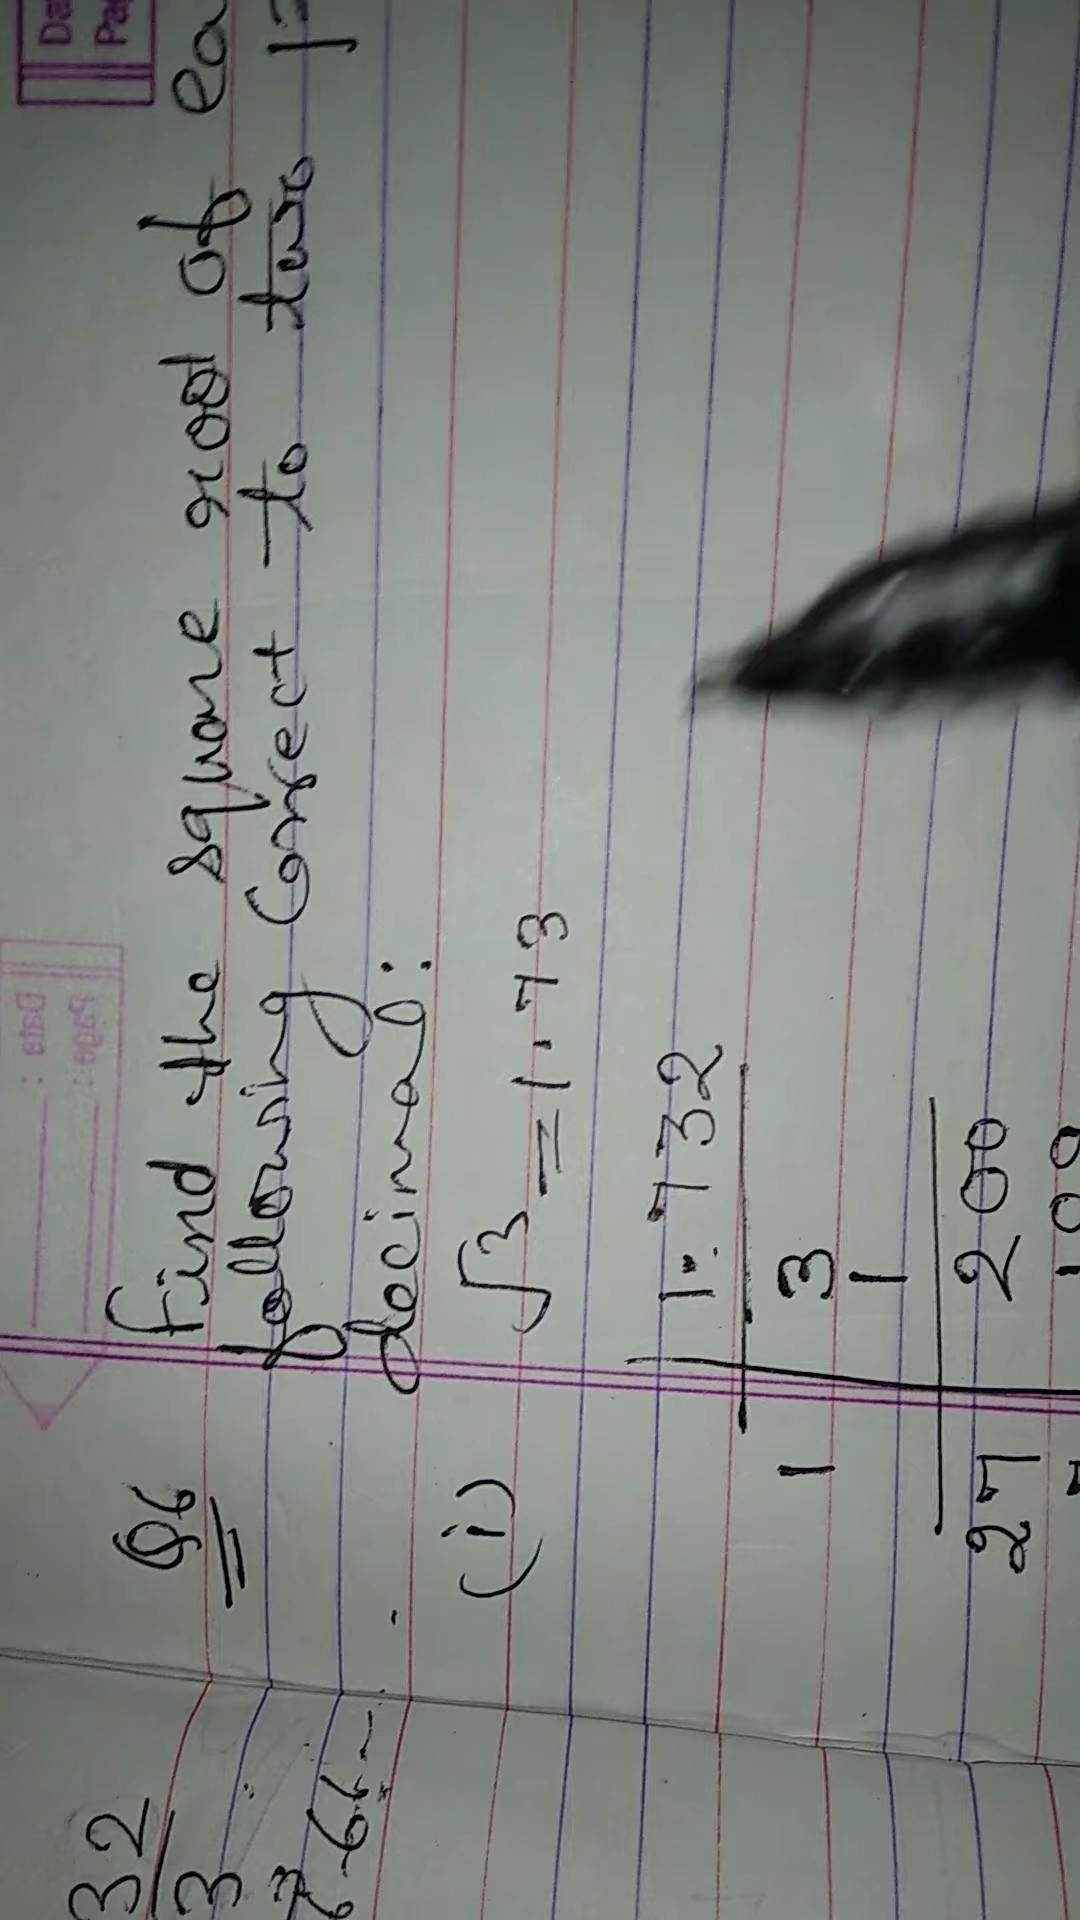 Q6 Find the square root of ea
following Correct to two
decimal:
(i) √3 = 1.73
1.732
1 3
1
27 200
32
3